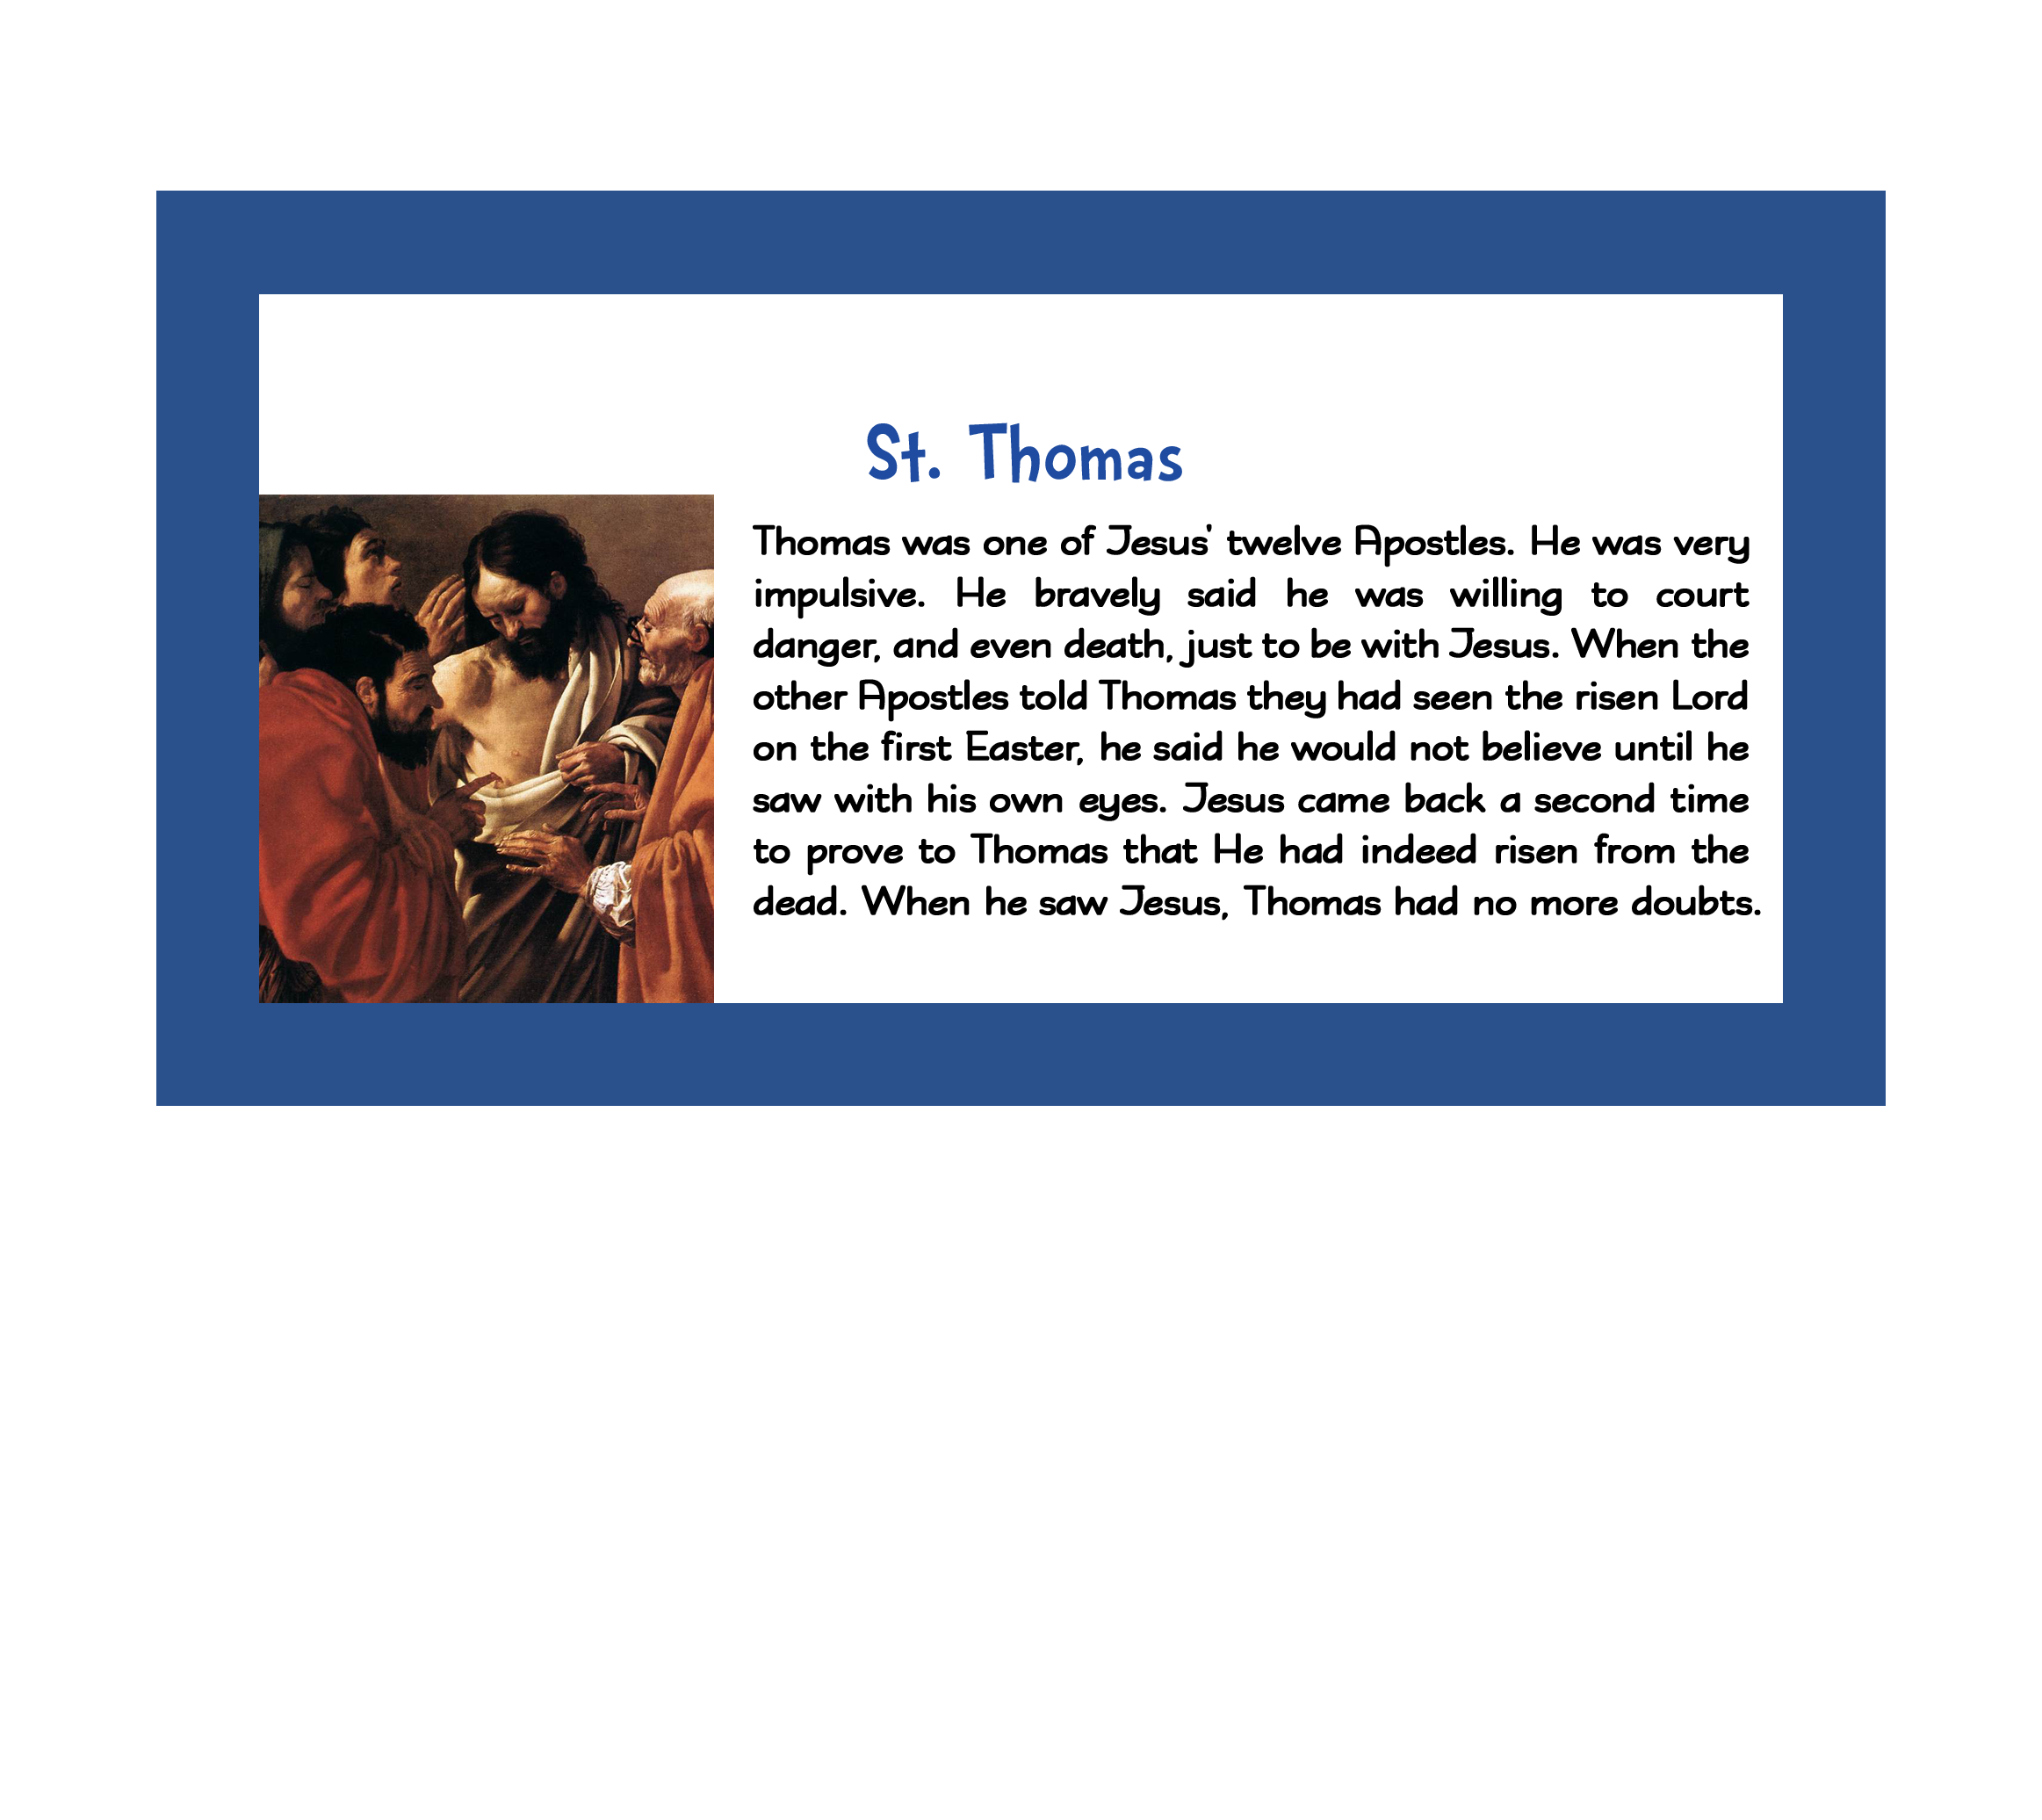 St. Thomas
Thomas was one of Jesus' twelve Apostles. He was very
impulsive. He bravely said he was willing to court
danger, and even death, just to be with Jesus. When the
other Apostles told Thomas they had seen the risen Lord
on the first Easter, he said he would not believe until he
saw with his own eyes. Jesus came back a second time
to prove to Thomas that He had indeed risen from the
dead. When he saw Jesus, Thomas had no more doubts.